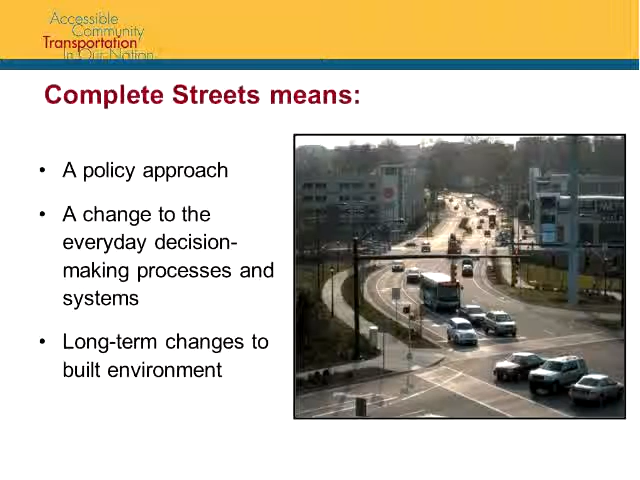 Accessible
Community
Transportation
In Our Nation
Complete Streets means:
• A policy approach
• A change to the
everyday decision-
making processes and
systems
• Long-term changes to
built environment